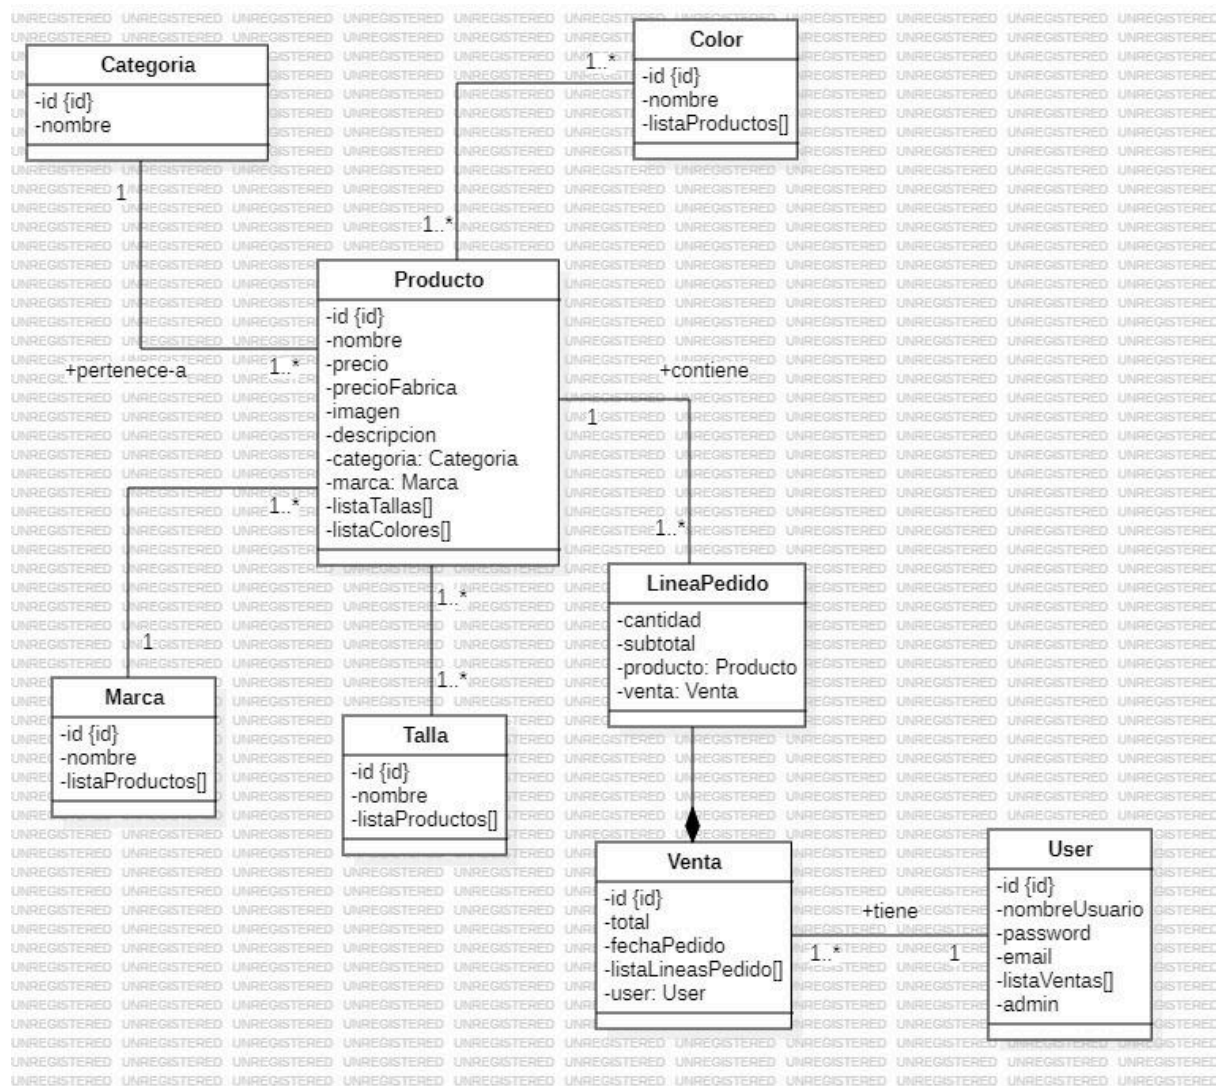 Categoria
-id {id}
-nombre
1
+pertenece-a
1..*
Color
-id {id}
-nombre
-listaProductos[]
1..*
1..*
Producto
-id {id}
-nombre
-precio
-precioFabrica
-imagen
-descripcion
-categoria: Categoria
-marca: Marca
-listaTallas[]
-listaColores[]
+contiene
1
1..*
1..*
1
Marca
-id {id}
-nombre
-listaProductos[]
1..*
1..*
Talla
-id {id}
-nombre
-listaProductos[]
LineaPedido
-cantidad
-subtotal
-producto: Producto
-venta: Venta
Venta
-id {id}
-total
-fechaPedido
-listaLineasPedido[]
-user: User
+tiene
1..*
1
User
-id {id}
-nombreUsuario
-password
-email
-listaVentas[]
-admin
UNREGISTERED